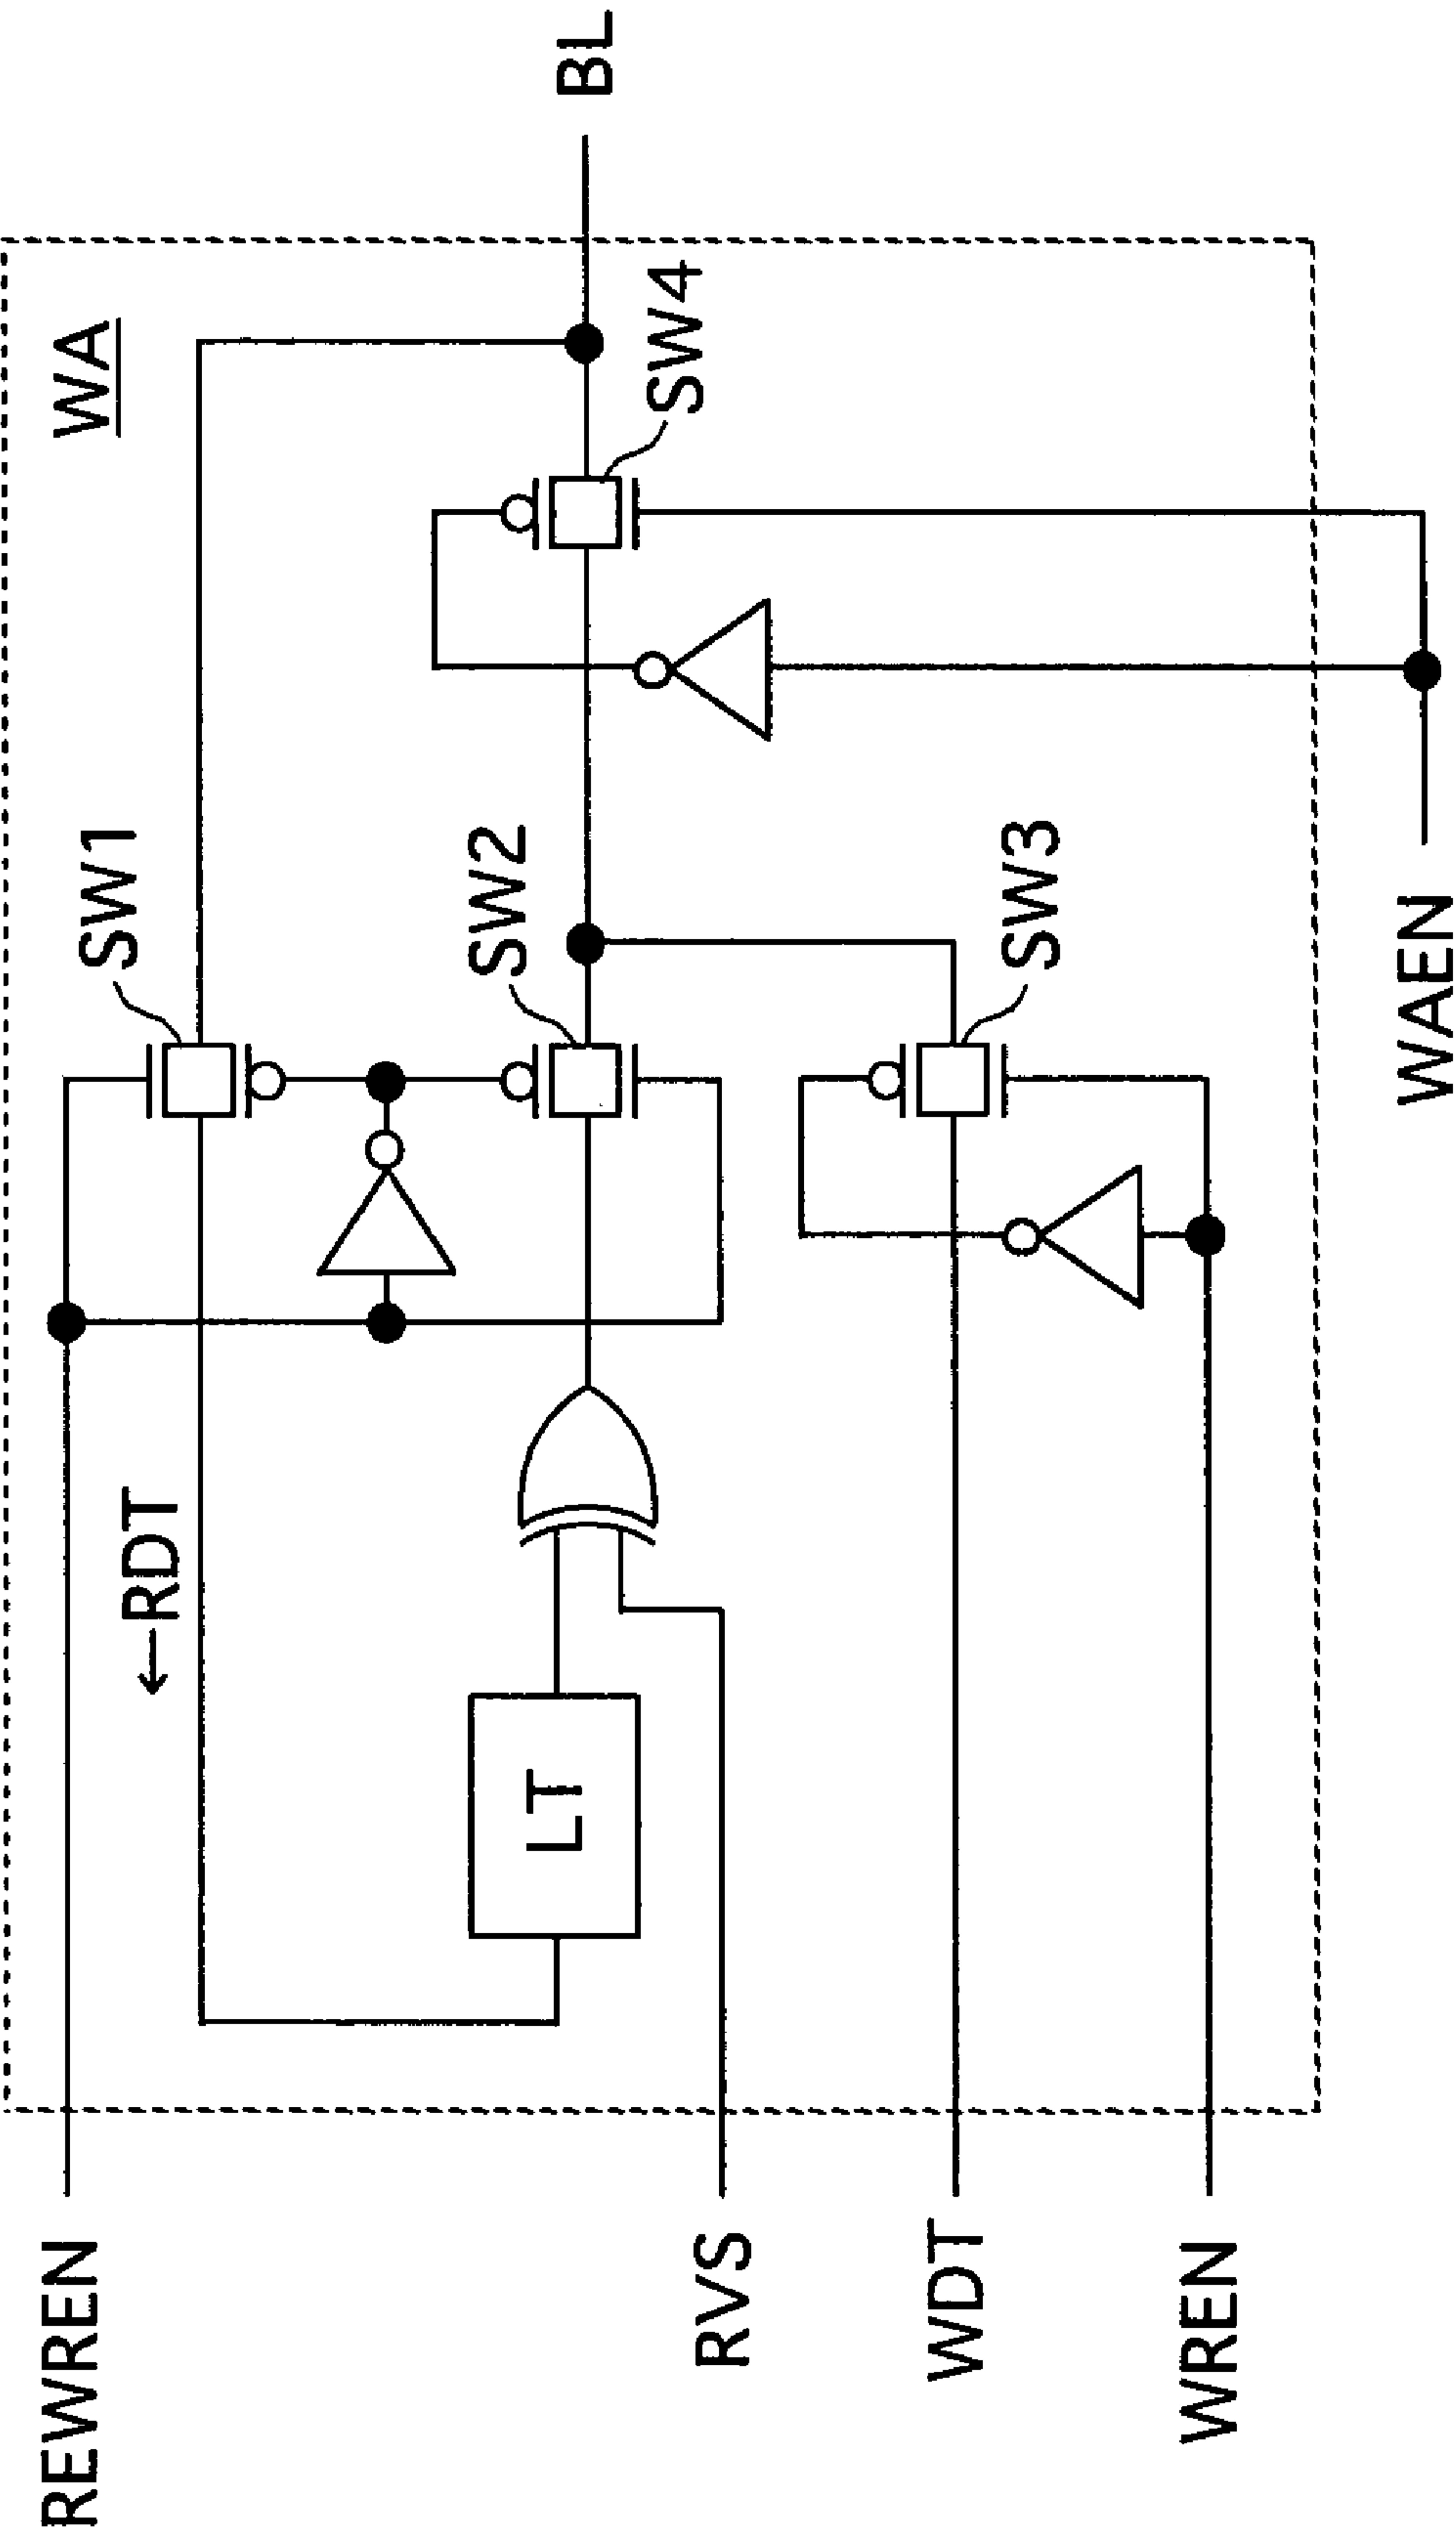 REWREN
←RDT
SW1
WA
LT
SW2
SW4
BL
RVS
WDT
SW3
WREN
WAEN